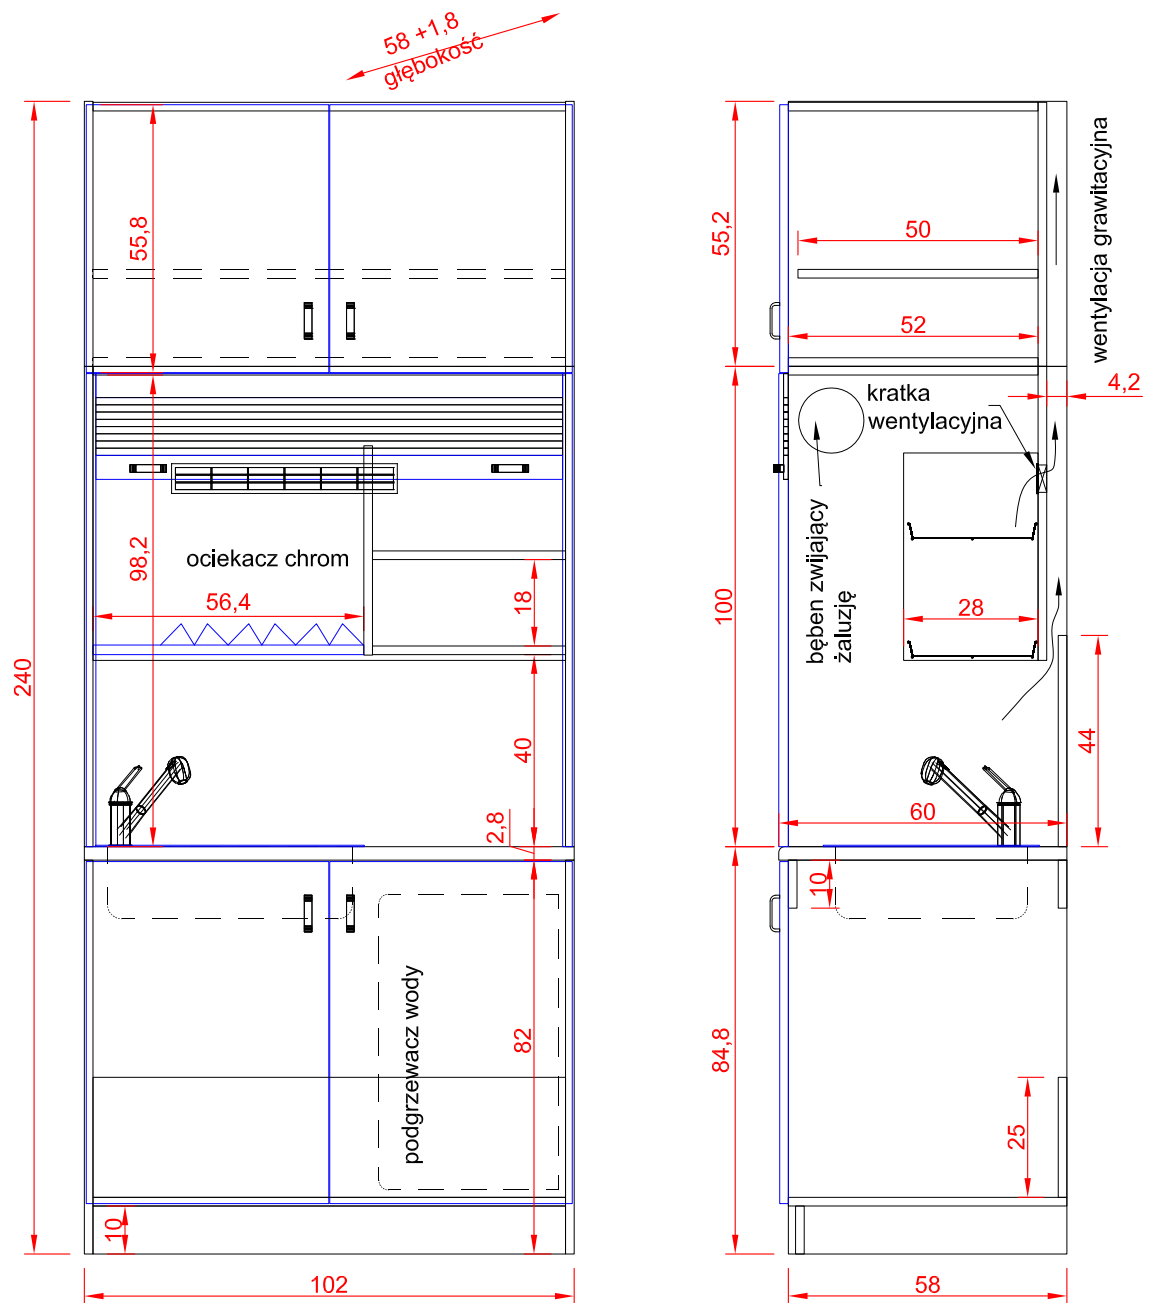 58 +1,8
głębokość
55,8
98,2
240
ociekacz chrom
56,4
18
40
2,8
podgrzewacz wody
82
10
102
55,2
50
52
wentylacja grawitacyjna
4,2
kratka
wentylacyjna
bęben zwijający
żaluzję
100
28
44
60
10
84,8
25
58